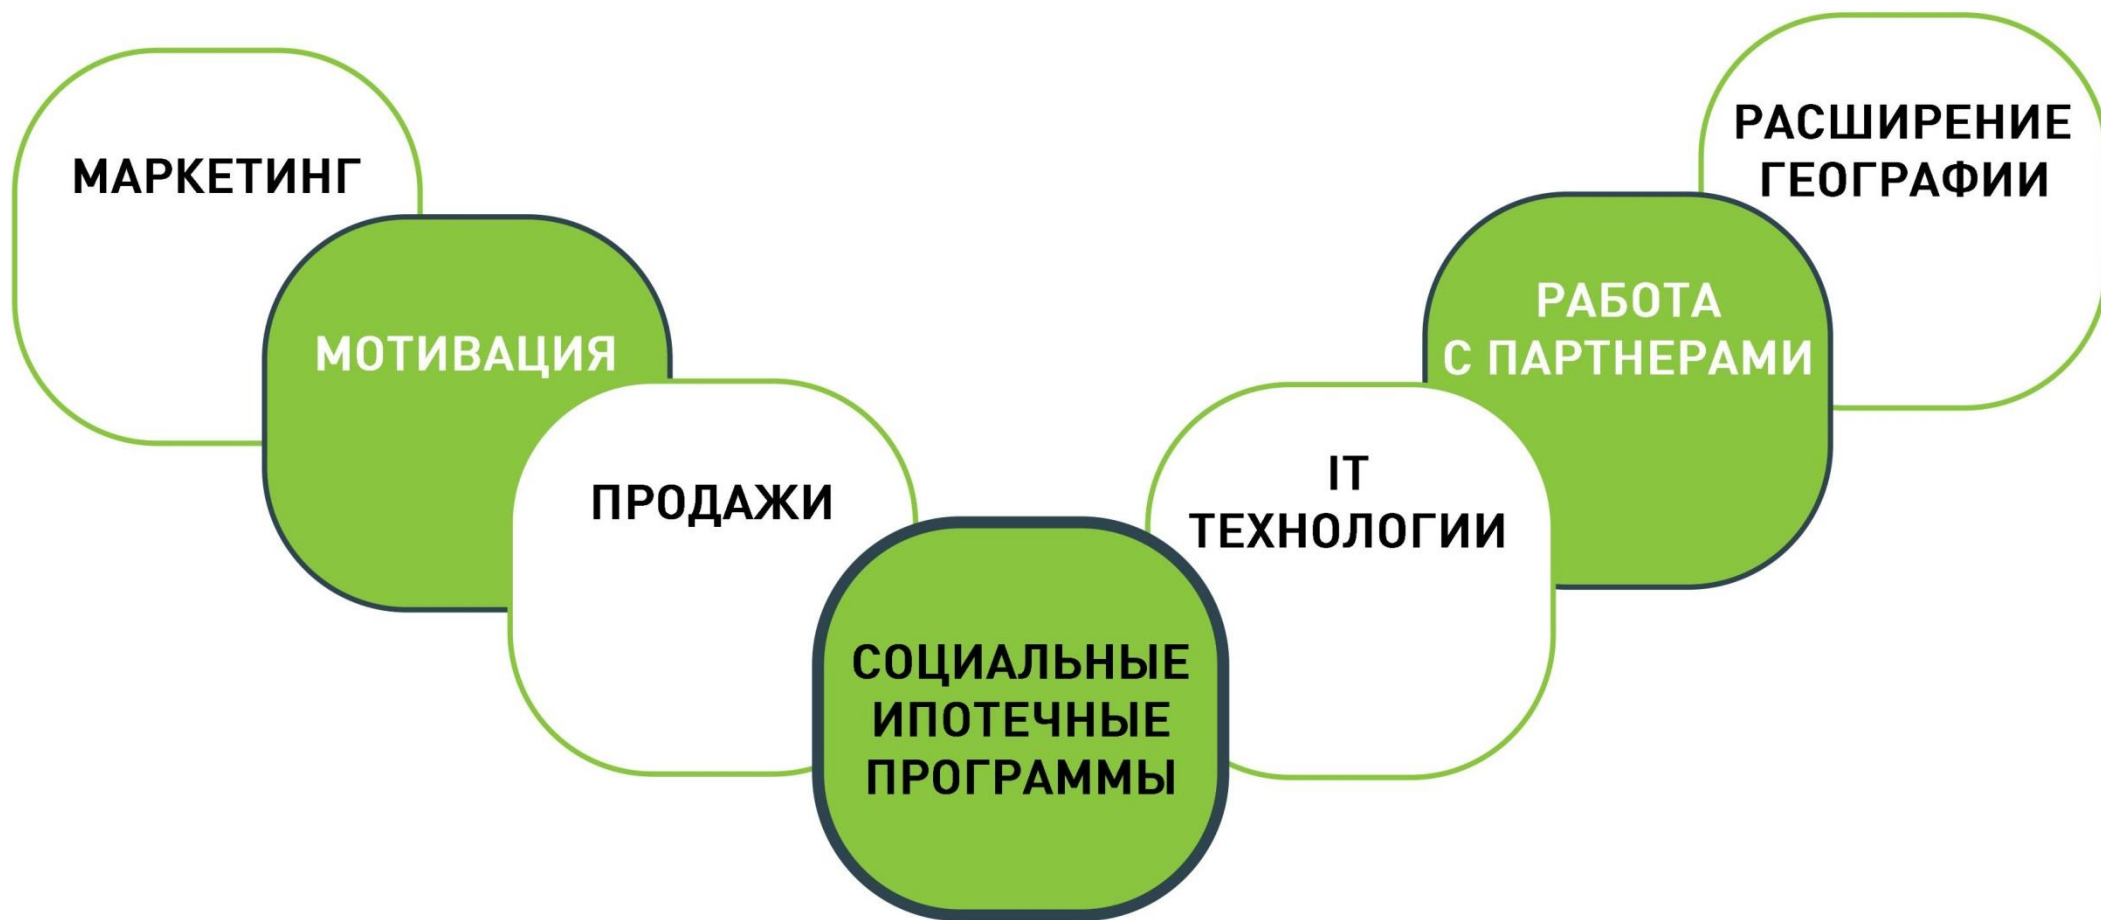 МАРКЕТИНГ
МОТИВАЦИЯ
ПРОДАЖИ
СОЦИАЛЬНЫЕ
ИПОТЕЧНЫЕ
ПРОГРАММЫ
IT
ТЕХНОЛОГИИ
РАБОТА
С ПАРТНЕРАМИ
РАСШИРЕНИЕ
ГЕОГРАФИИ